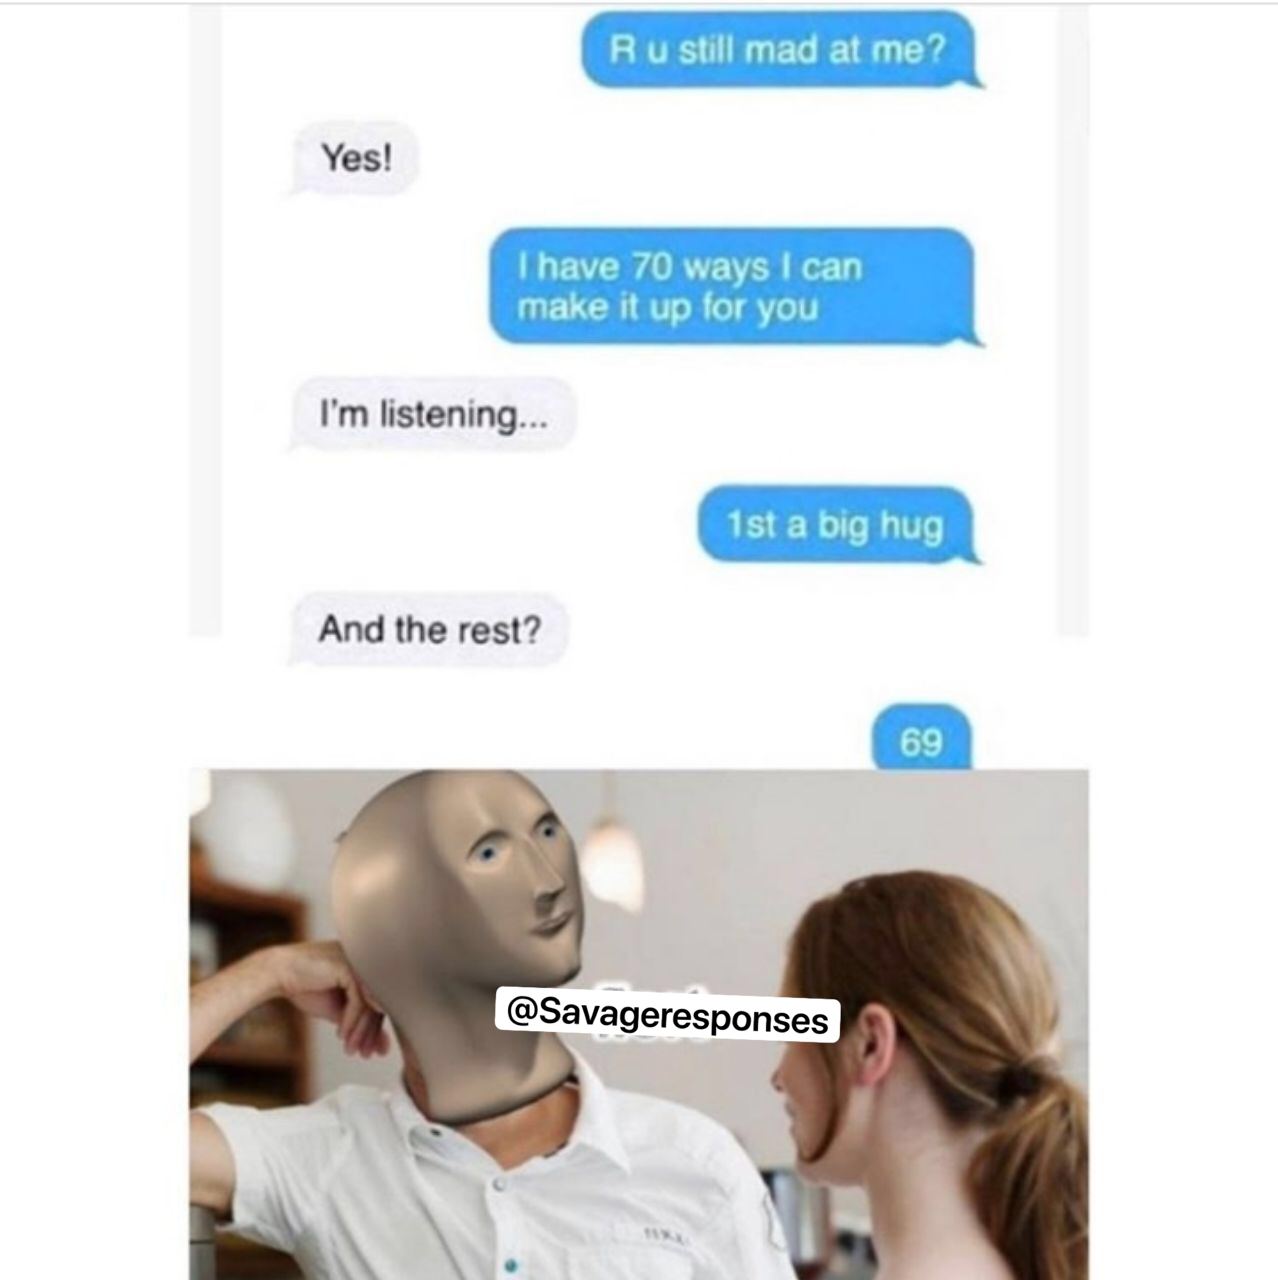 R u still mad at me?
Yes!
I have 70 ways I can
make it up for you
I'm listening...
1st a big hug
And the rest?
69
@Savageresponses